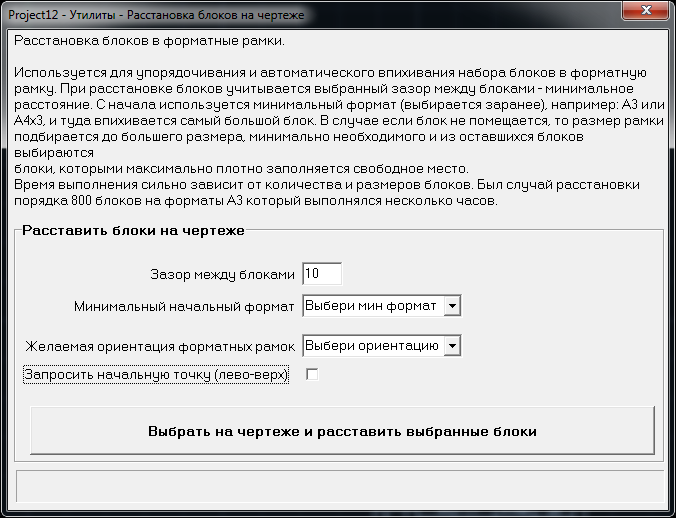 Project12 - Утилиты - Расстановка блоков на чертеже
Расстановка блоков в форматные рамки.
Используется для упорядочивания и автоматического впихивания набора блоков в форматную
рамку. При расстановке блоков учитывается выбранный зазор между блоками - минимальное
расстояние. С начала используется минимальный формат (выбирается заранее), например: А3 или
А4х3, и туда впихивается самый большой блок. В случае если блок не помещается, то размер рамки
подбирается до большего размера, минимально необходимого и из оставшихся блоков
выбираются
блоки, которыми максимально плотно заполняется свободное место.
Время выполнения сильно зависит от количества и размеров блоков. Был случай расстановки
порядка 800 блоков на форматы А3 который выполнялся несколько часов.
Расставить блоки на чертеже
Зазор между блоками 10
Минимальный начальный формат Выбери мин формат
Желаемая ориентация форматных рамок Выбери ориентацию
Запросить начальную точку (лево-верх)
Выбрать на чертеже и расставить выбранные блоки